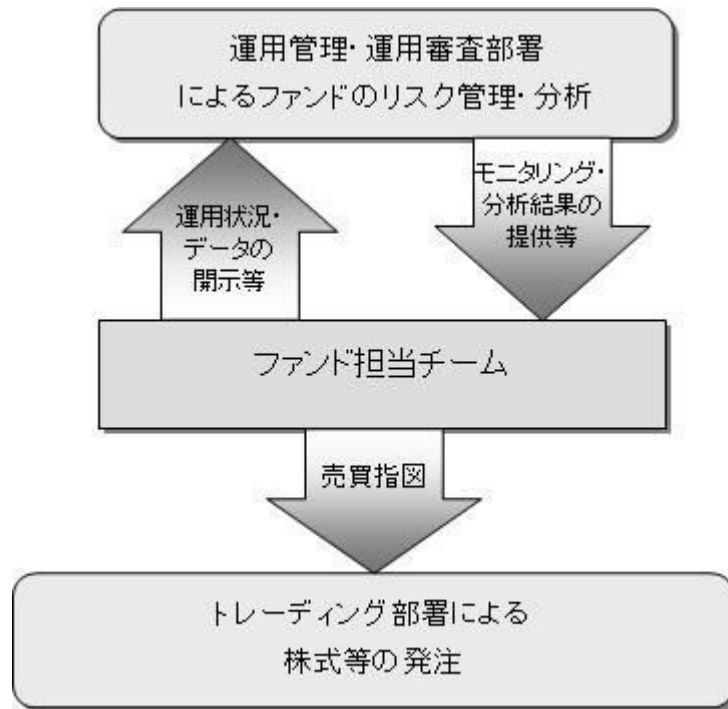 運用管理・運用審査部署
によるファンドのリスク管理・分析
運用状況・
データの
開示等
モニタリング・
分析結果の
提供等
ファンド担当チーム
売買指図
トレーディング部署による
株式等の発注